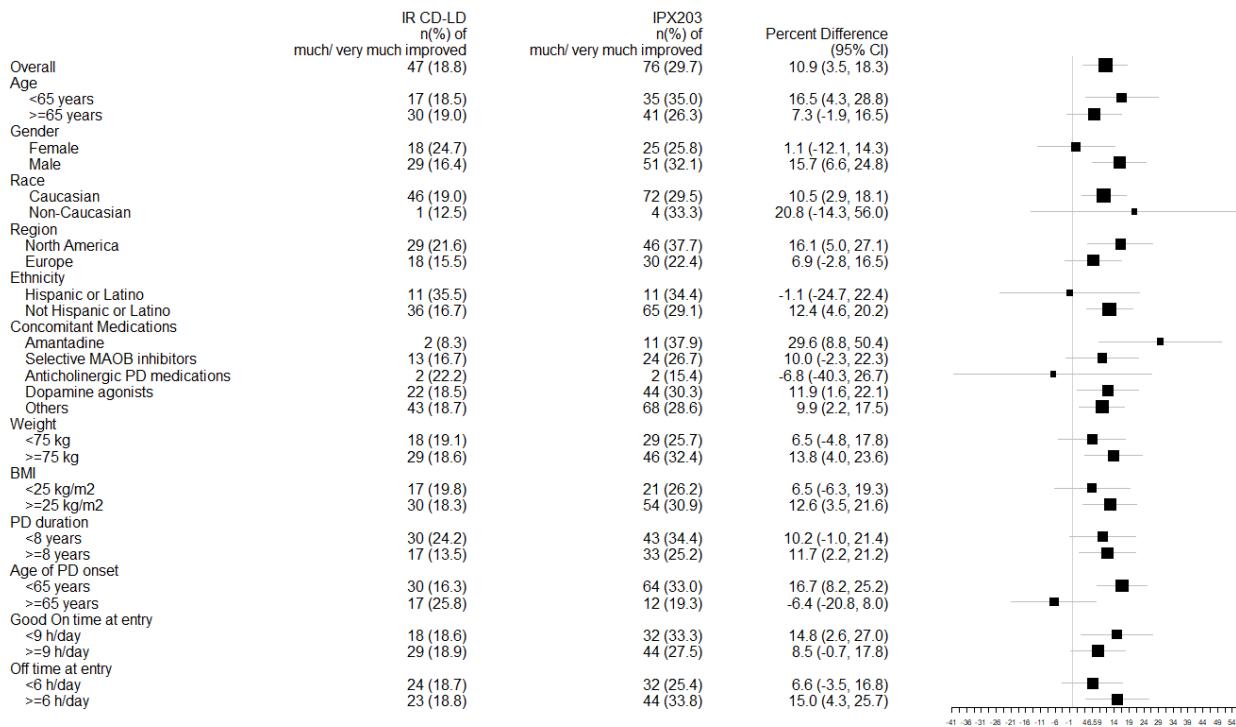 IR CD-LD IPX203
n(%) of n(%) of Percent Difference
much/ very much improved much/ very much improved (95% CI)
Overall 47 (18.8) 76 (29.7) 10.9 (3.5, 18.3)
Age
<65 years 17 (18.5) 35 (35.0) 16.5 (4.3, 28.8)
>=65 years 30 (19.0) 41 (26.3) 7.3 (-1.9, 16.5)
Gender
Female 18 (24.7) 25 (25.8) 1.1 (-12.1, 14.3)
Male 29 (16.4) 51 (32.1) 15.7 (6.6, 24.8)
Race
Caucasian 46 (19.0) 72 (29.5) 10.5 (2.9, 18.1)
Non-Caucasian 1 (12.5) 4 (33.3) 20.8 (-14.3, 56.0)
Region
North America 29 (21.6) 46 (37.7) 16.1 (5.0, 27.1)
Europe 18 (15.5) 30 (22.4) 6.9 (-2.8, 16.5)
Ethnicity
Hispanic or Latino 11 (35.5) 11 (34.4) -1.1 (-24.7, 22.4)
Not Hispanic or Latino 36 (16.7) 65 (29.1) 12.4 (4.6, 20.2)
Concomitant Medications
Amantadine 2 (8.3) 11 (37.9) 29.6 (8.8, 50.4)
Selective MAOB inhibitors 13 (16.7) 24 (26.7) 10.0 (-2.3, 22.3)
Anticholinergic PD medications 2 (22.2) 2 (15.4) -6.8 (-40.3, 26.7)
Dopamine agonists 22 (18.5) 44 (30.3) 11.9 (1.6, 22.1)
Others 43 (18.7) 68 (28.6) 9.9 (2.2, 17.5)
Weight
<75 kg 18 (19.1) 29 (25.7) 6.5 (-4.8, 17.8)
>=75 kg 29 (18.6) 46 (32.4) 13.8 (4.0, 23.6)
BMI
<25 kg/m2 17 (19.8) 21 (26.2) 6.5 (-6.3, 19.3)
>=25 kg/m2 30 (18.3) 54 (30.9) 12.6 (3.5, 21.6)
PD duration
<8 years 30 (24.2) 43 (34.4) 10.2 (-1.0, 21.4)
>=8 years 17 (13.5) 33 (25.2) 11.7 (2.2, 21.2)
Age of PD onset
<65 years 30 (16.3) 64 (33.0) 16.7 (8.2, 25.2)
>=65 years 17 (25.8) 12 (19.3) -6.4 (-20.8, 8.0)
Good On time at entry
<9 h/day 18 (18.6) 32 (33.3) 14.8 (2.6, 27.0)
>=9 h/day 29 (18.9) 44 (27.5) 8.5 (-0.7, 17.8)
Off time at entry
<6 h/day 24 (18.7) 32 (25.4) 6.6 (-3.5, 16.8)
>=6 h/day 23 (18.8) 44 (33.8) 15.0 (4.3, 25.7)
-41 -36 -31 -26 -21 -16 -11 -6 -1 46.59 14 19 24 29 34 39 44 49 54